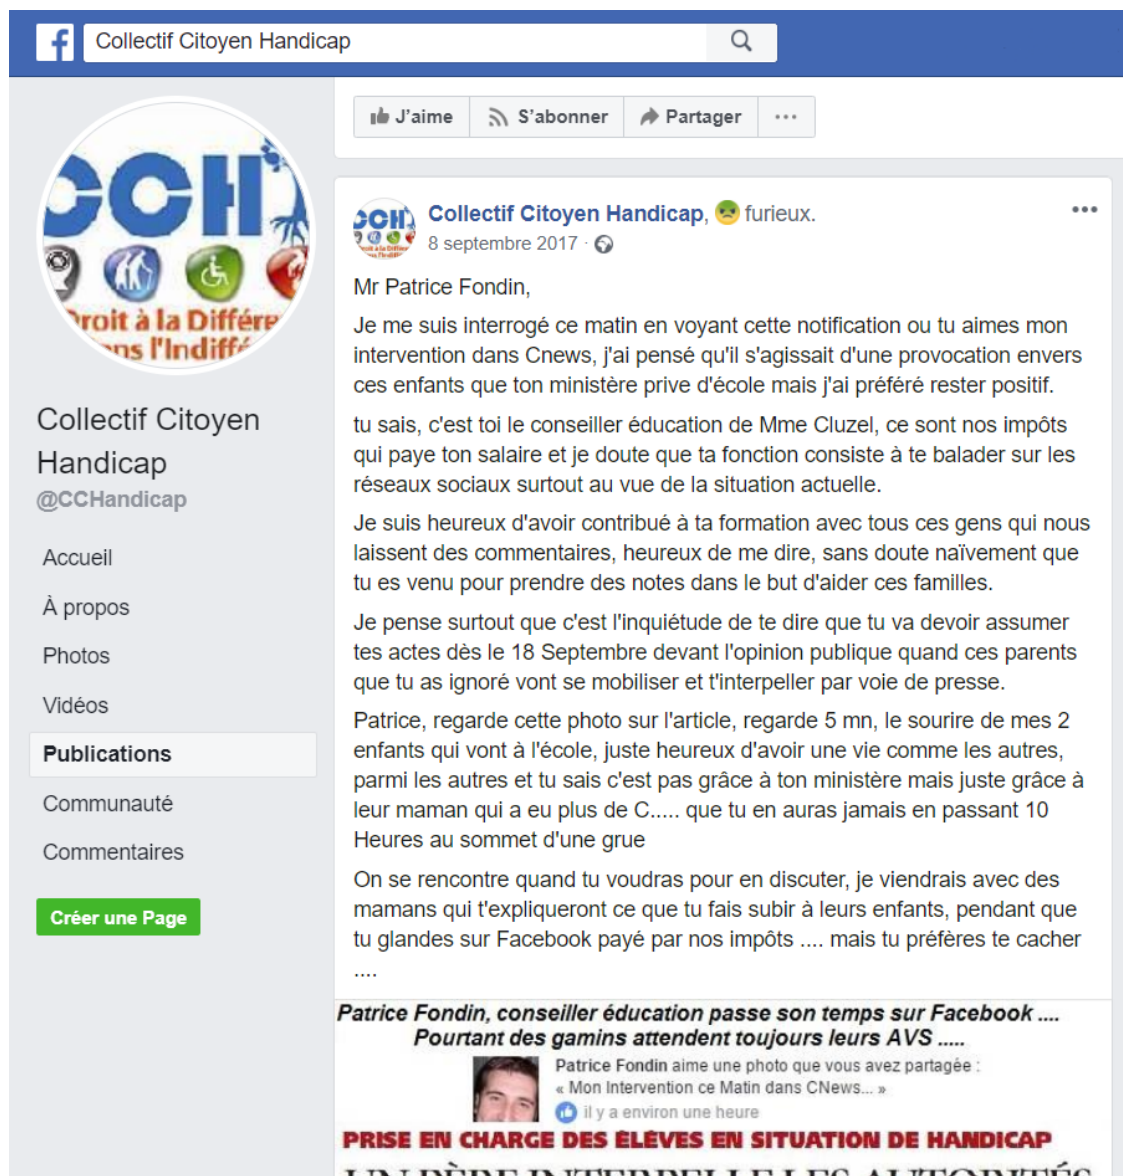 Collectif Citoyen Handicap
J'aime
S'abonner
Partager
CCH
Droit à la Différe
ns l'Indiffé
Collectif Citoyen
Handicap
@CCHandicap
Accueil
À propos
Photos
Vidéos
Publications
Communauté
Commentaires
Créer une Page
CCH
Collectif Citoyen Handicap, furieux.
8 septembre 2017 ·
Mr Patrice Fondin,
Je me suis interrogé ce matin en voyant cette notification ou tu aimes mon
intervention dans Cnews, j'ai pensé qu'il s'agissait d'une provocation envers
ces enfants que ton ministère prive d'école mais j'ai préféré rester positif.
tu sais, c'est toi le conseiller éducation de Mme Cluzel, ce sont nos impôts
qui paye ton salaire et je doute que ta fonction consiste à te balader sur les
réseaux sociaux surtout au vue de la situation actuelle.
Je suis heureux d'avoir contribué à ta formation avec tous ces gens qui nous
laissent des commentaires, heureux de me dire, sans doute naïvement que
tu es venu pour prendre des notes dans le but d'aider ces familles.
Je pense surtout que c'est l'inquiétude de te dire que tu va devoir assumer
tes actes dès le 18 Septembre devant l'opinion publique quand ces parents
que tu as ignoré vont se mobiliser et t'interpeller par voie de presse.
Patrice, regarde cette photo sur l'article, regarde 5 mn, le sourire de mes 2
enfants qui vont à l'école, juste heureux d'avoir une vie comme les autres,
parmi les autres et tu sais c'est pas grâce à ton ministère mais juste grâce à
leur maman qui a eu plus de C..... que tu en auras jamais en passant 10
Heures au sommet d'une grue
On se rencontre quand tu voudras pour en discuter, je viendrais avec des
mamans qui t'expliqueront ce que tu fais subir à leurs enfants, pendant que
tu glandes sur Facebook payé par nos impôts .... mais tu préfères te cacher
....
Patrice Fondin, conseiller éducation passe son temps sur Facebook ....
Pourtant des gamins attendent toujours leurs AVS .....
Patrice Fondin aime une photo que vous avez partagée :
« Mon Intervention ce Matin dans CNews... »
il y a environ une heure
PRISE EN CHARGE DES ÉLÈVES EN SITUATION DE HANDICAP
UN PÈRE INTERPELLE LES AUTORITÉS